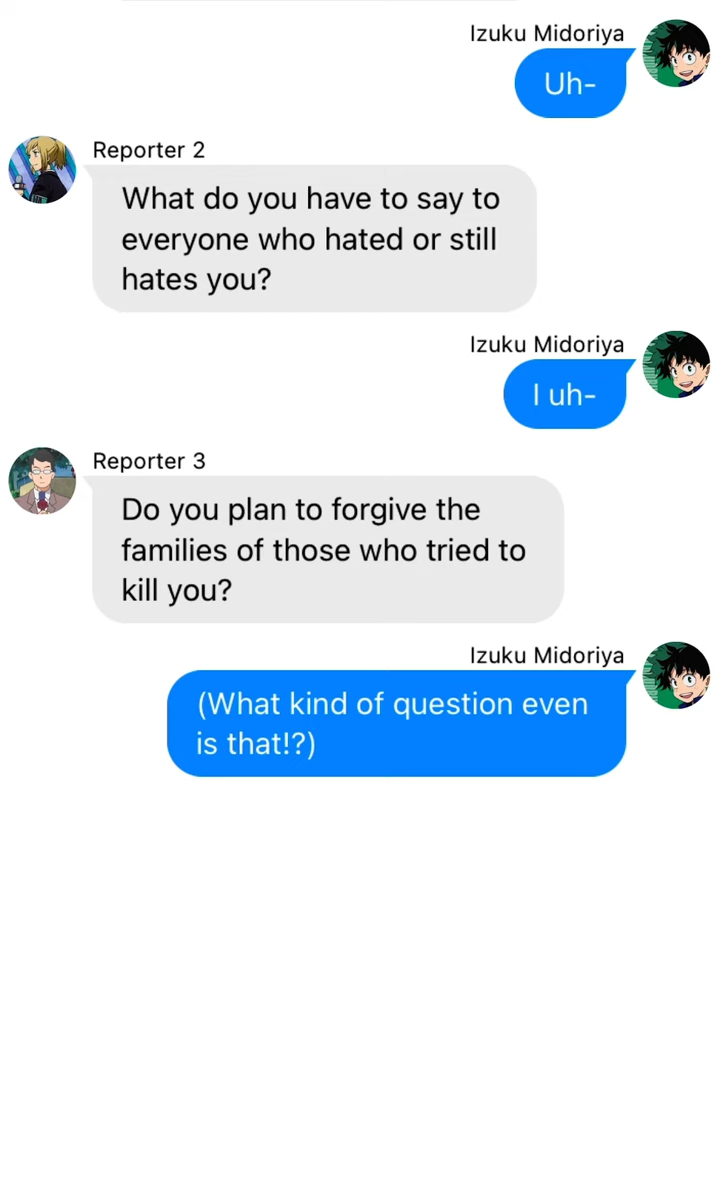 Izuku Midoriya
Uh-
Reporter 2
What do you have to say to
everyone who hated or still
hates you?
Izuku Midoriya
I uh-
Reporter 3
Do you plan to forgive the
families of those who tried to
kill you?
Izuku Midoriya
(What kind of question even
is that!?)